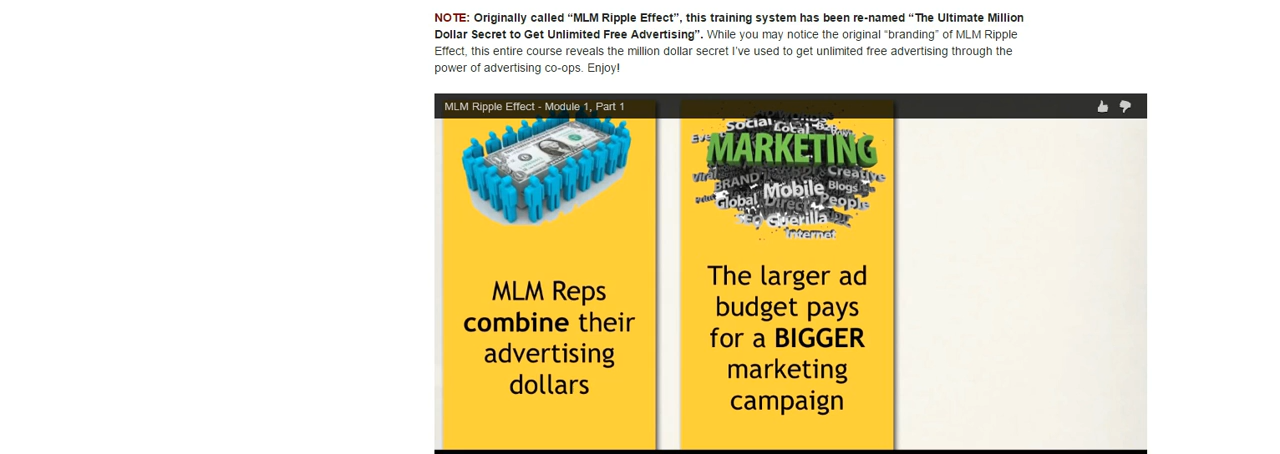 NOTE: Originally called “MLM Ripple Effect”, this training system has been re-named “The Ultimate Million
Dollar Secret to Get Unlimited Free Advertising”. While you may notice the original “branding” of MLM Ripple
Effect, this entire course reveals the million dollar secret I’ve used to get unlimited free advertising through the
power of advertising co-ops. Enjoy!
MLM Ripple Effect - Module 1, Part 1
MLM Reps
combine their
advertising
dollars
Social
Local
MARKETING
Viral
Creative
BRAND
Mobile
Blogs
Global
Direct
People
SEO
Guerilla
Internet
The larger ad
budget pays
for a BIGGER
marketing
campaign